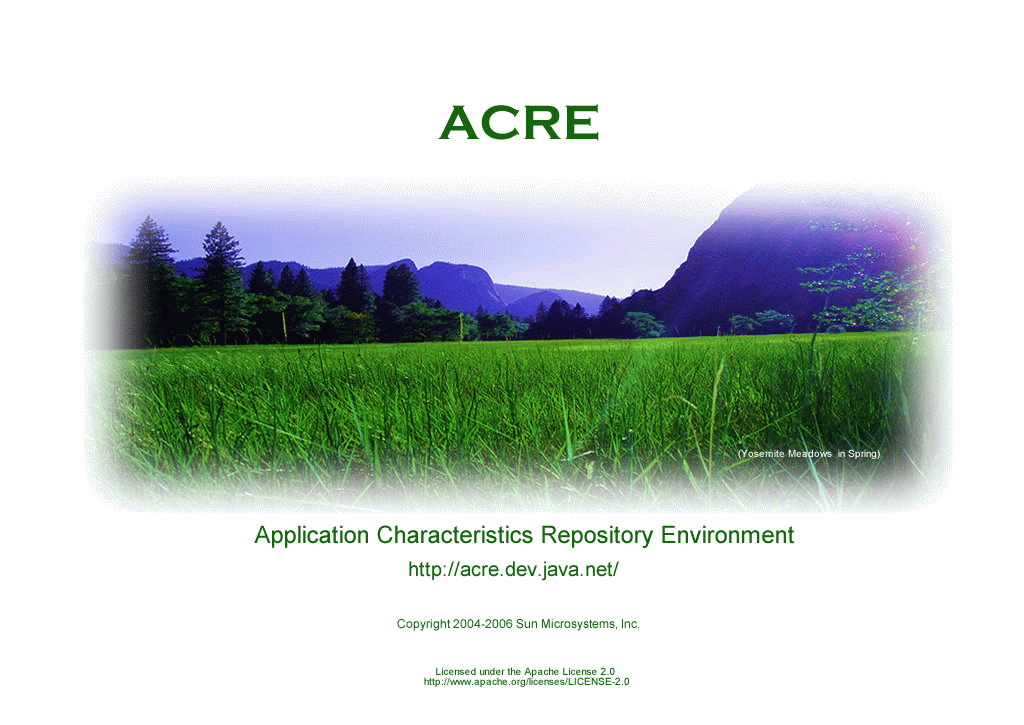 ACRE
(Yosemite Meadows in Spring)
Application Characteristics Repository Environment
http://acre.dev.java.net/
Copyright 2004-2006 Sun Microsystems, Inc.
Licensed under the Apache License 2.0
http://www.apache.org/licenses/LICENSE-2.0